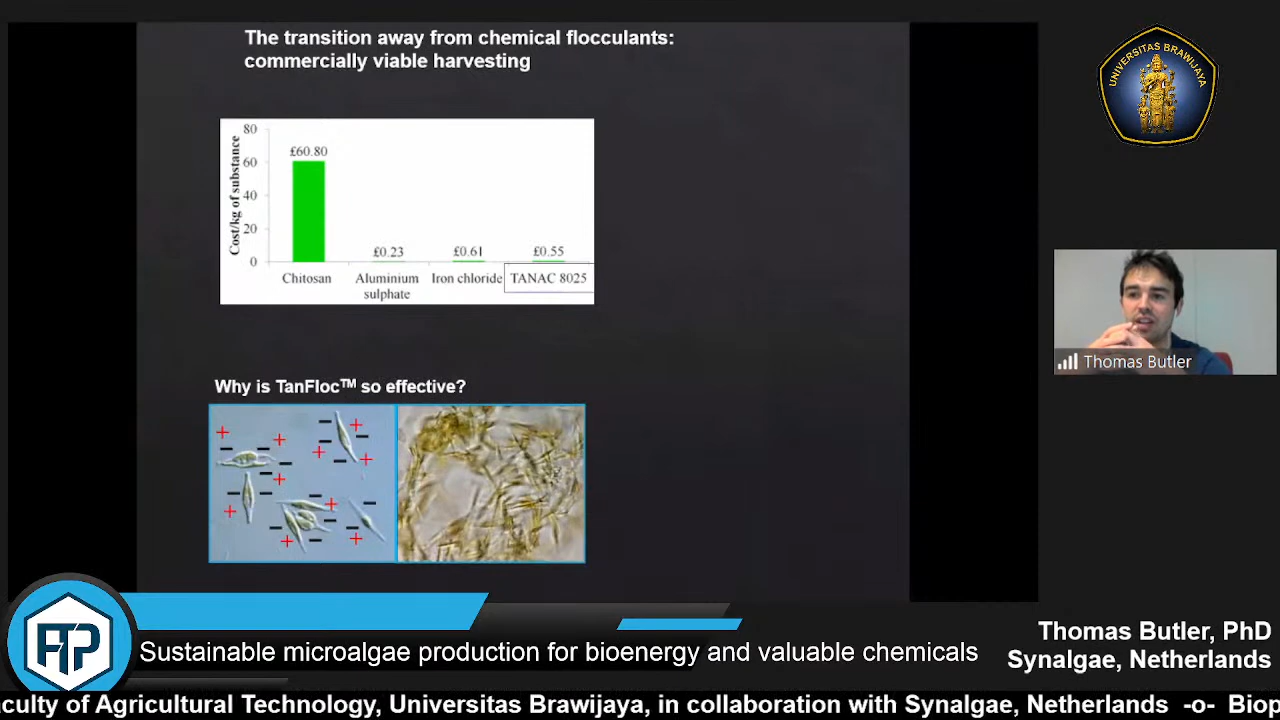 The transition away from chemical flocculants:
commercially viable harvesting
UNIVERSITAS BRAWIJAYA
Cost/kg of substance
80
60
40
20
0
£60.80
£0.23
£0.61
£0.55
Chitosan
Aluminium
sulphate
Iron chloride
TANAC 8025
Thomas Butler
Why is TanFloc™ so effective?
Sustainable microalgae production for bioenergy and valuable chemicals
Thomas Butler, PhD
Synalgae, Netherlands
culty of Agricultural Technology, Universitas Brawijaya, in collaboration with Synalgae, Netherlands -o- Biop